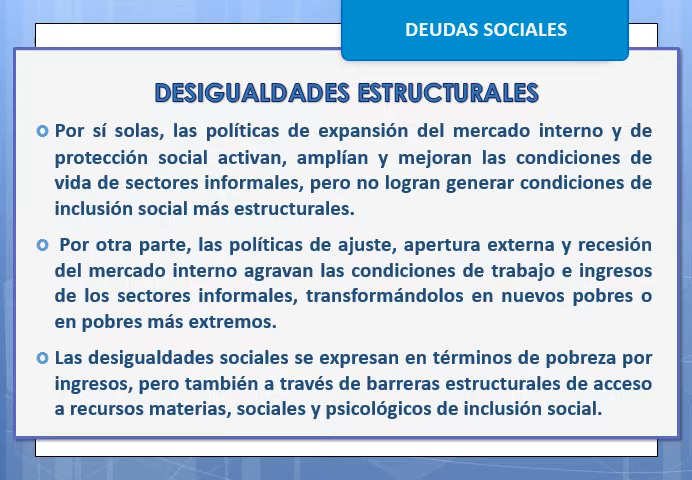 DEUDAS SOCIALES
DESIGUALDADES ESTRUCTURALES
Por sí solas, las políticas de expansión del mercado interno y de
protección social activan, amplían y mejoran las condiciones de
vida de sectores informales, pero no logran generar condiciones de
inclusión social más estructurales.
Por otra parte, las políticas de ajuste, apertura externa y recesión
del mercado interno agravan las condiciones de trabajo e ingresos
de los sectores informales, transformándolos en nuevos pobres o
en pobres más extremos.
Las desigualdades sociales se expresan en términos de pobreza por
ingresos, pero también a través de barreras estructurales de acceso
a recursos materias, sociales y psicológicos de inclusión social.